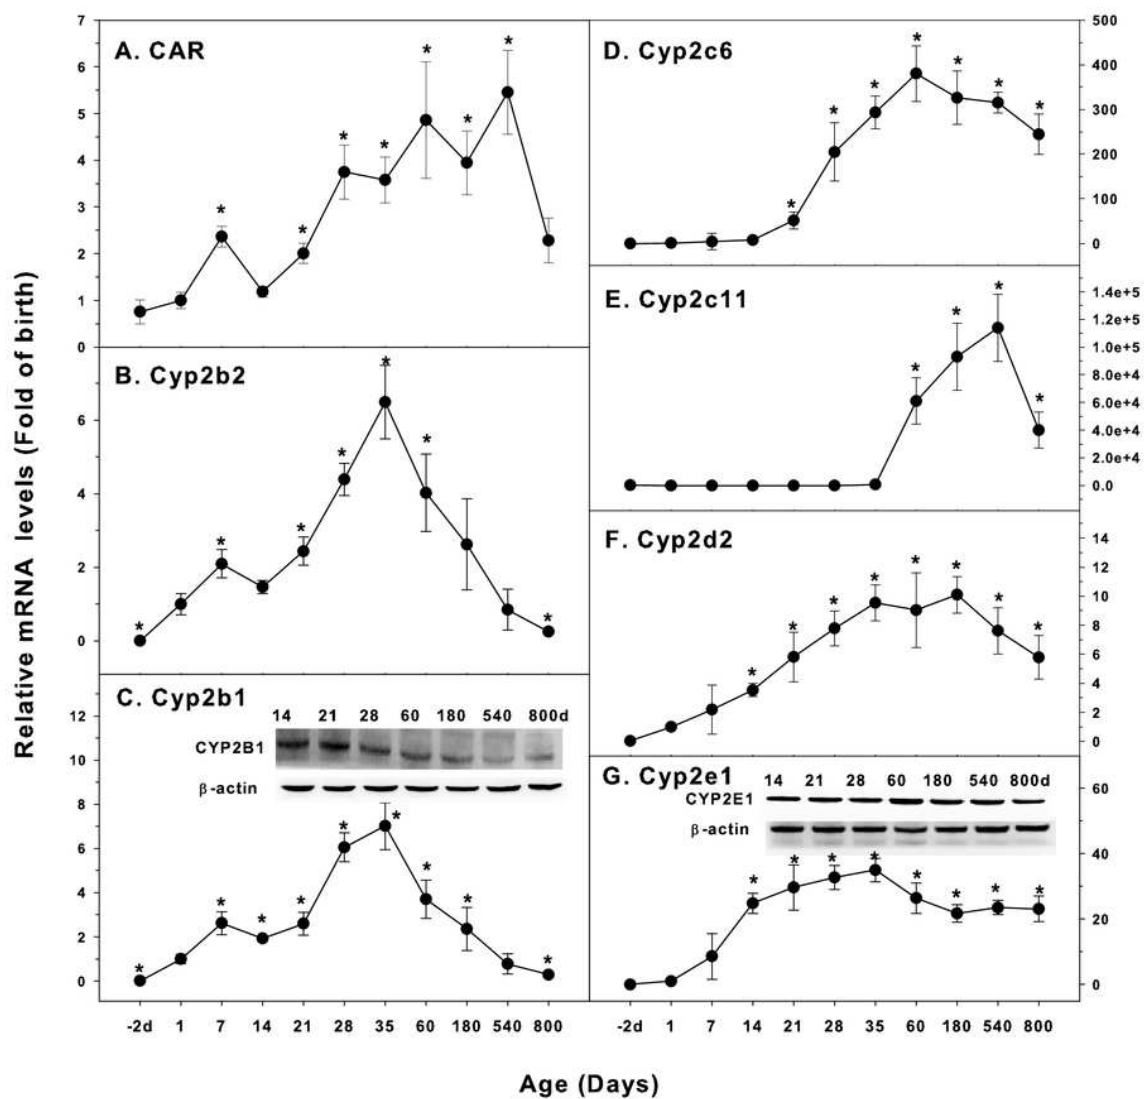 Relative mRNA levels (Fold of birth)
A. CAR
7
6
5
4
3
2
1
0
* * * * * * *
B. Cyp2b2
6
4
2
0
* * * * * * *
C. Cyp2b1
14 21 28 60 180 540 800d
CYP2B1
β-actin
12
10
8
6
4
2
0
* * * * * * * * *
-2d 1 7 14 21 28 35 60 180 540 800
D. Cyp2c6
500
400
300
200
100
0
* * * * * * *
E. Cyp2c11
1.4e+5
1.2e+5
1.0e+5
8.0e+4
6.0e+4
4.0e+4
2.0e+4
0.0
* * * *
F. Cyp2d2
14
12
10
8
6
4
2
0
* * * * * * * *
G. Cyp2e1
14 21 28 60 180 540 800d
CYP2E1
β-actin
60
40
20
0
* * * * * * * *
-2d 1 7 14 21 28 35 60 180 540 800
Age (Days)